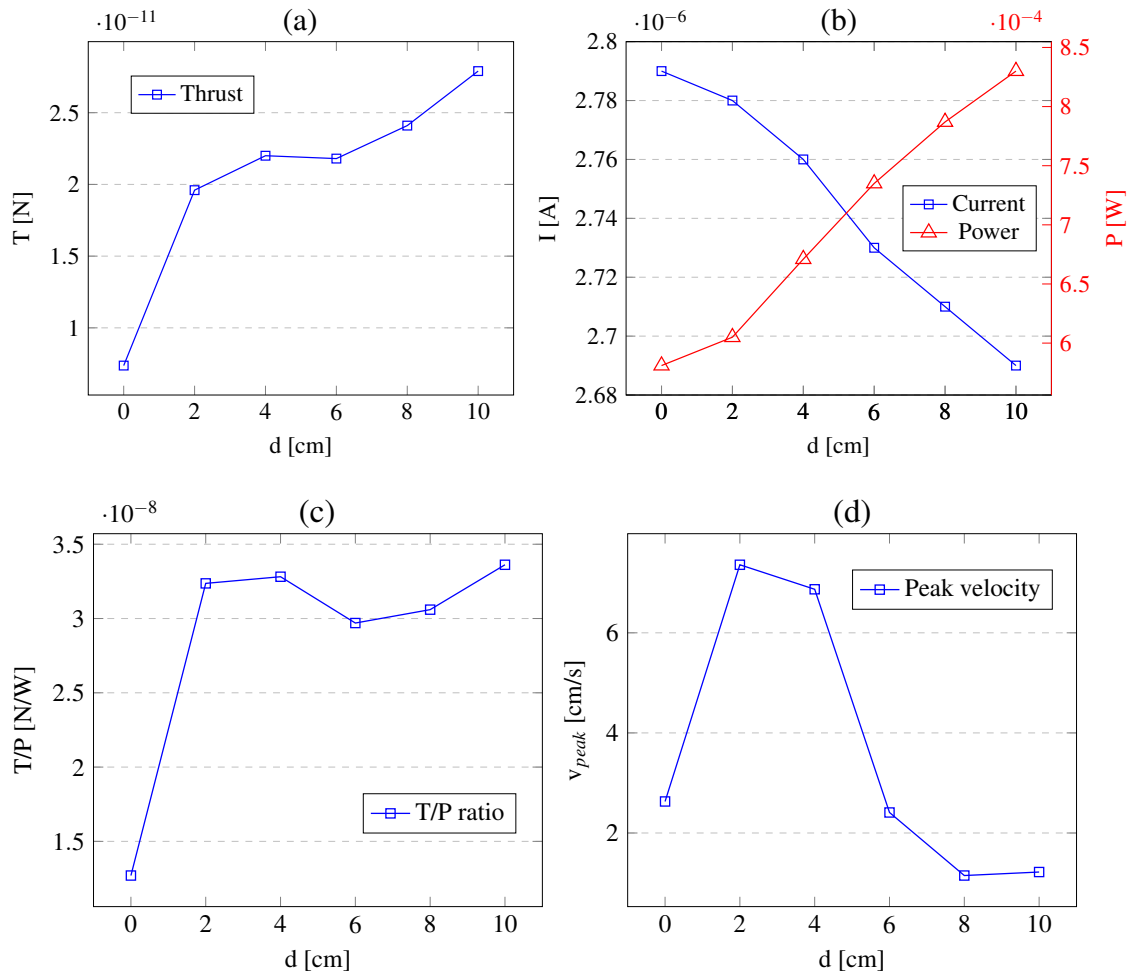 ·10−11
(a)
T [N]
2.5
2
1.5
1
Thrust
0 2 4 6 8 10
d [cm]
·10−6
(b)
·10−4
I [A]
2.8
2.78
2.76
2.74
2.72
2.7
2.68
Current
Power
8.5
8
7.5
7
6.5
6
P [W]
0 2 4 6 8 10
d [cm]
·10−8
(c)
T/P [N/W]
3.5
3
2.5
2
1.5
T/P ratio
0 2 4 6 8 10
d [cm]
(d)
vpeak [cm/s]
6
4
2
Peak velocity
0 2 4 6 8 10
d [cm]